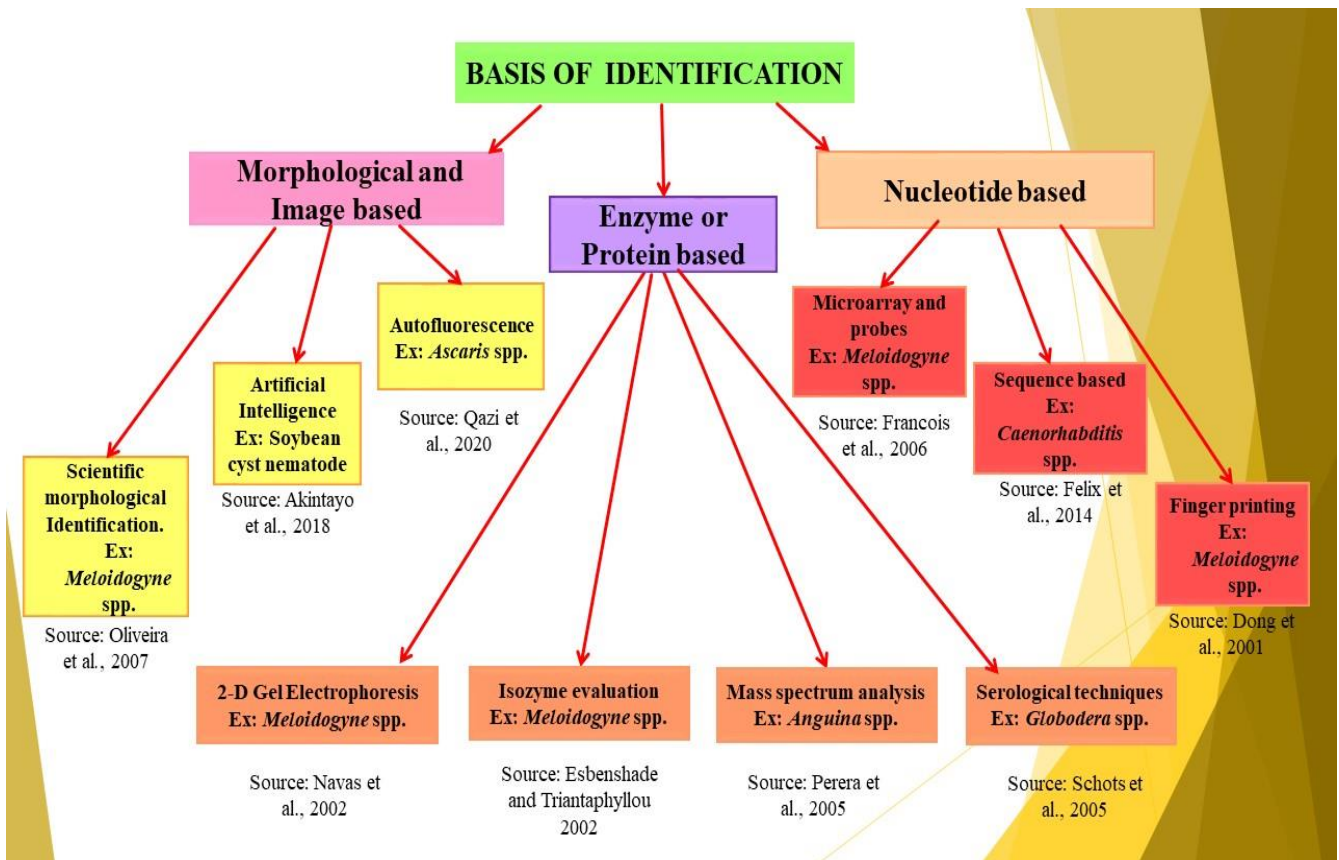 BASIS OF IDENTIFICATION
Morphological and
Image based
Enzyme or
Protein based
Nucleotide based
Scientific
morphological
Identification.
Ex:
Meloidogyne
spp.
Source: Oliveira
et al., 2007
Artificial
Intelligence
Ex: Soybean
cyst nematode
Source: Akintayo
et al., 2018
Autofluorescence
Ex: Ascaris spp.
Source: Qazi et
al., 2020
2-D Gel Electrophoresis
Ex: Meloidogyne spp.
Source: Navas et
al., 2002
Isozyme evaluation
Ex: Meloidogyne spp.
Source: Esbenshade
and Triantaphyllou
2002
Mass spectrum analysis
Ex: Anguina spp.
Source: Perera et
al., 2005
Serological techniques
Ex: Globodera spp.
Source: Schots et
al., 2005
Microarray and
probes
Ex: Meloidogyne
spp.
Source: Francois
et al., 2006
Sequence based
Ex:
Caenorhabditis
spp.
Source: Felix et
al., 2014
Finger printing
Ex:
Meloidogyne
spp.
Source: Dong et
al., 2001